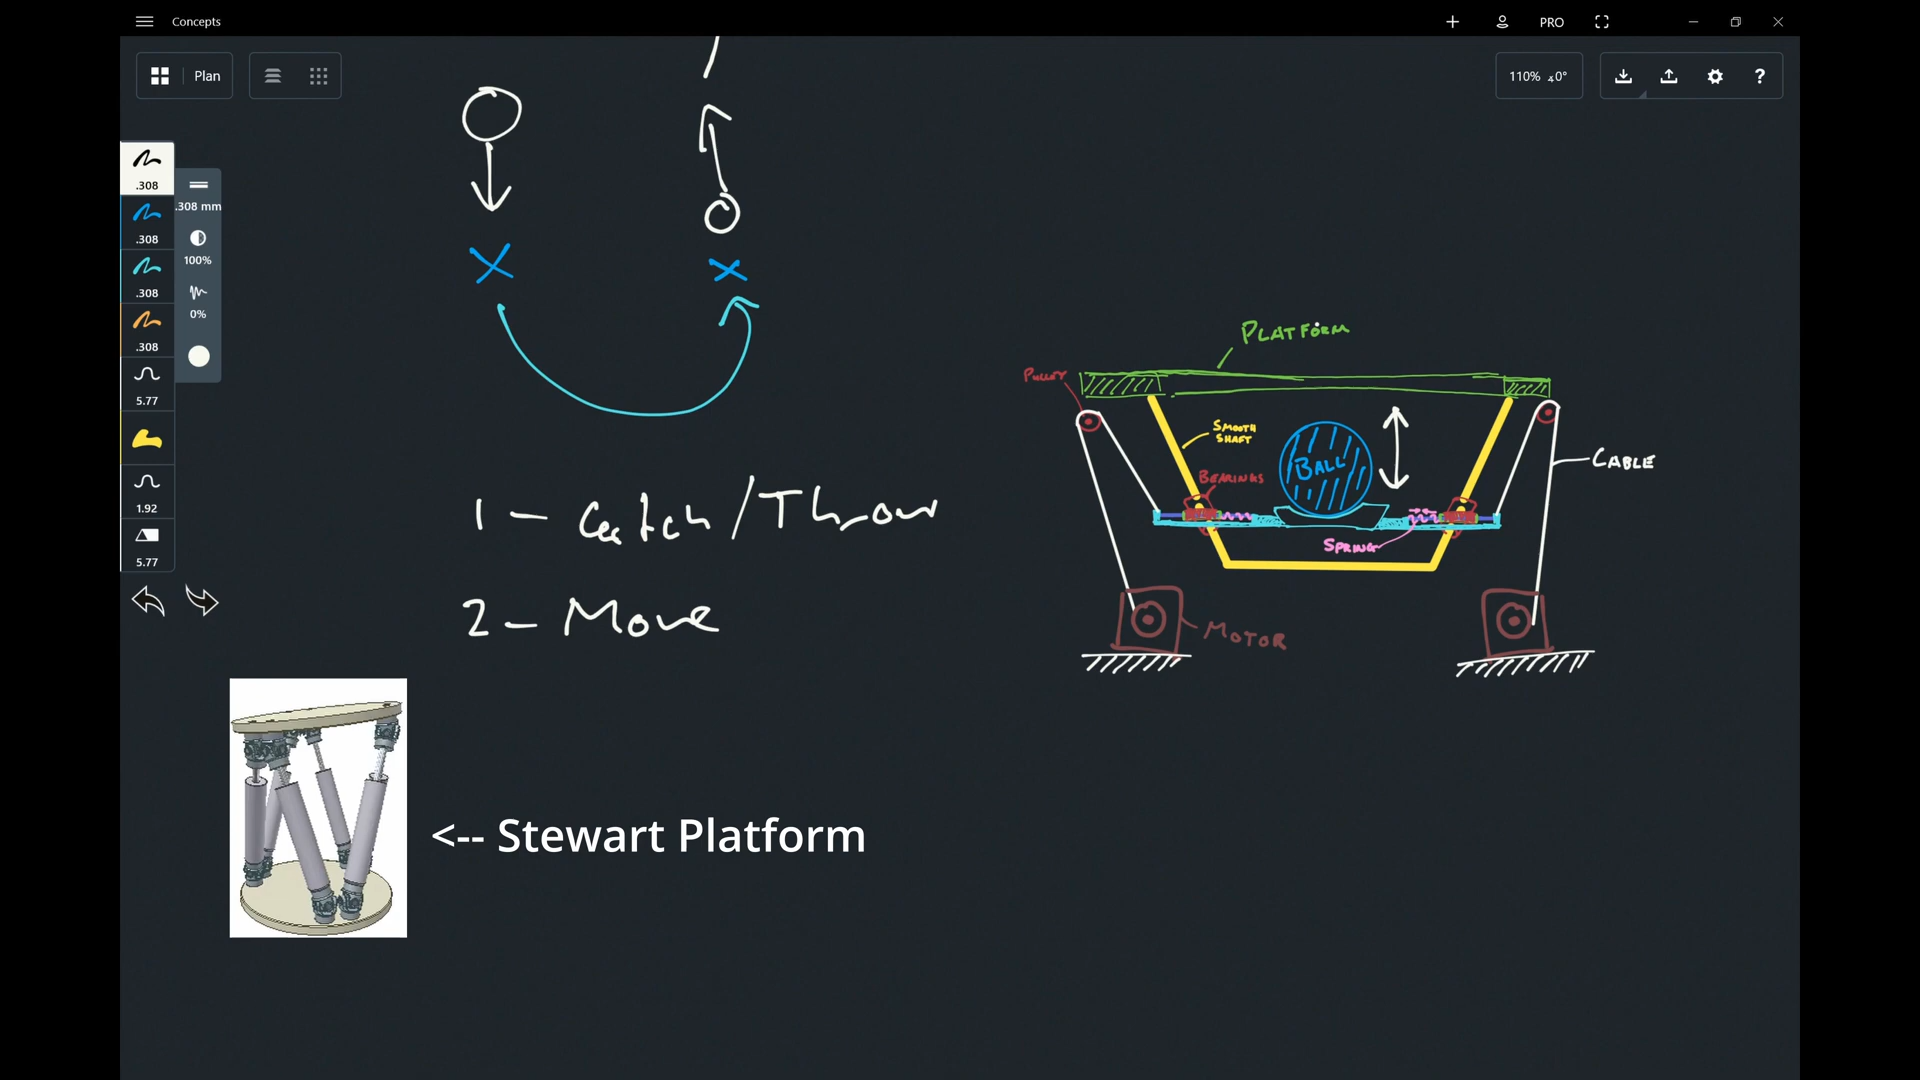 Concepts
PRO
Plan
110% 0°
?
.308
.308 mm
.308
100%
.308
0%
.308
5.77
1.92
5.77
PLATFORM
PULLEY
SMOOTH
SHAFT
BALL
BEARINGS
CABLE
SPRING
MOTOR
1 - Catch/Throw
2 - Move
<-- Stewart Platform